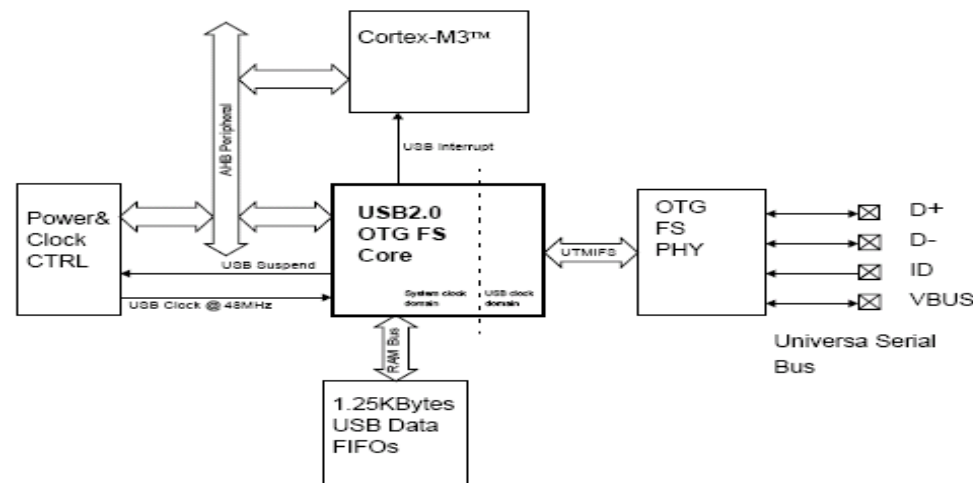 Cortex-M3™
AHB Peripheral
USB Interrupt
Power&
Clock
CTRL
USB2.0
OTG FS
Core
System clock
domain
USB clock
domain
UTMIFS
OTG
FS
PHY
D+
D-
ID
VBUS
USB Suspend
USB Clock @ 48MHz
Universa Serial
Bus
RAM Bus
1.25KBytes
USB Data
FIFOs